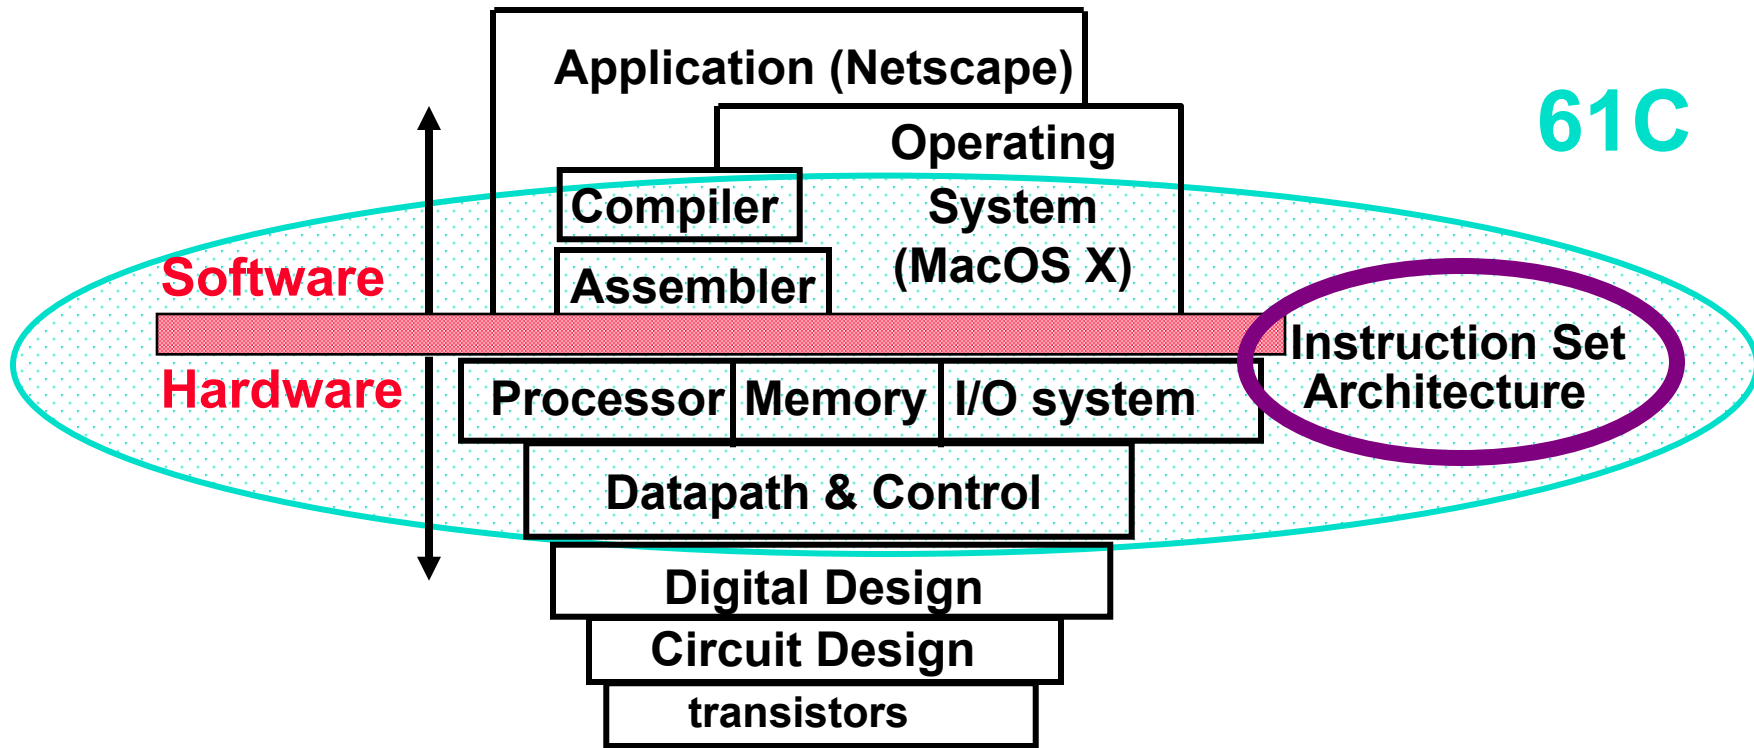 Application (Netscape)
61C
Operating
Compiler
System
Software
Assembler
(MacOS X)
Instruction Set
Architecture
Hardware
Processor
Memory
I/O system
Datapath & Control
Digital Design
Circuit Design
transistors